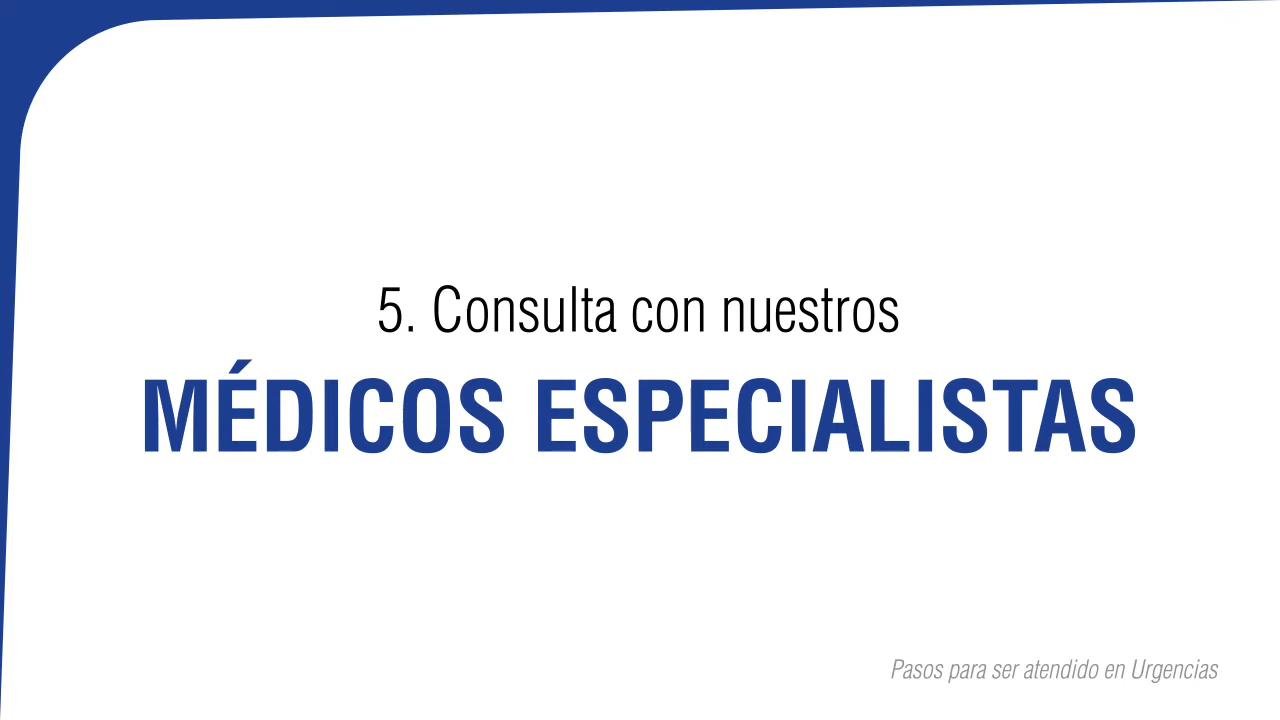 5. Consulta con nuestros
MÉDICOS ESPECIALISTAS
Pasos para ser atendido en Urgencias